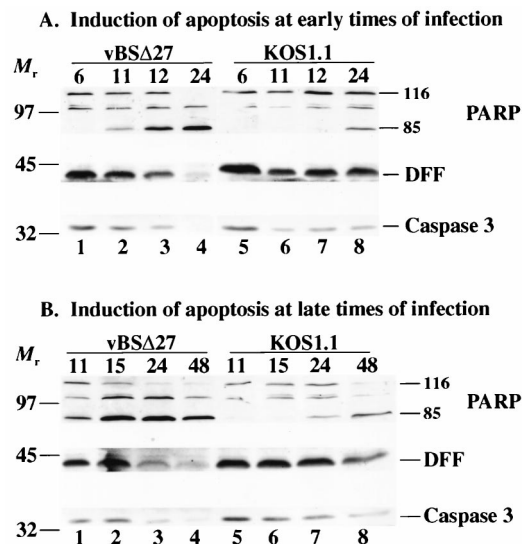 A. Induction of apoptosis at early times of infection
vBSΔ27 KOS1.1
Mr 6 11 12 24 6 11 12 24
116
97
85
PARP
45
DFF
Caspase 3
32
1 2 3 4 5 6 7 8
B. Induction of apoptosis at late times of infection
vBSΔ27 KOS1.1
Mr 11 15 24 48 11 15 24 48
116
97
85
PARP
45
DFF
Caspase 3
32
1 2 3 4 5 6 7 8